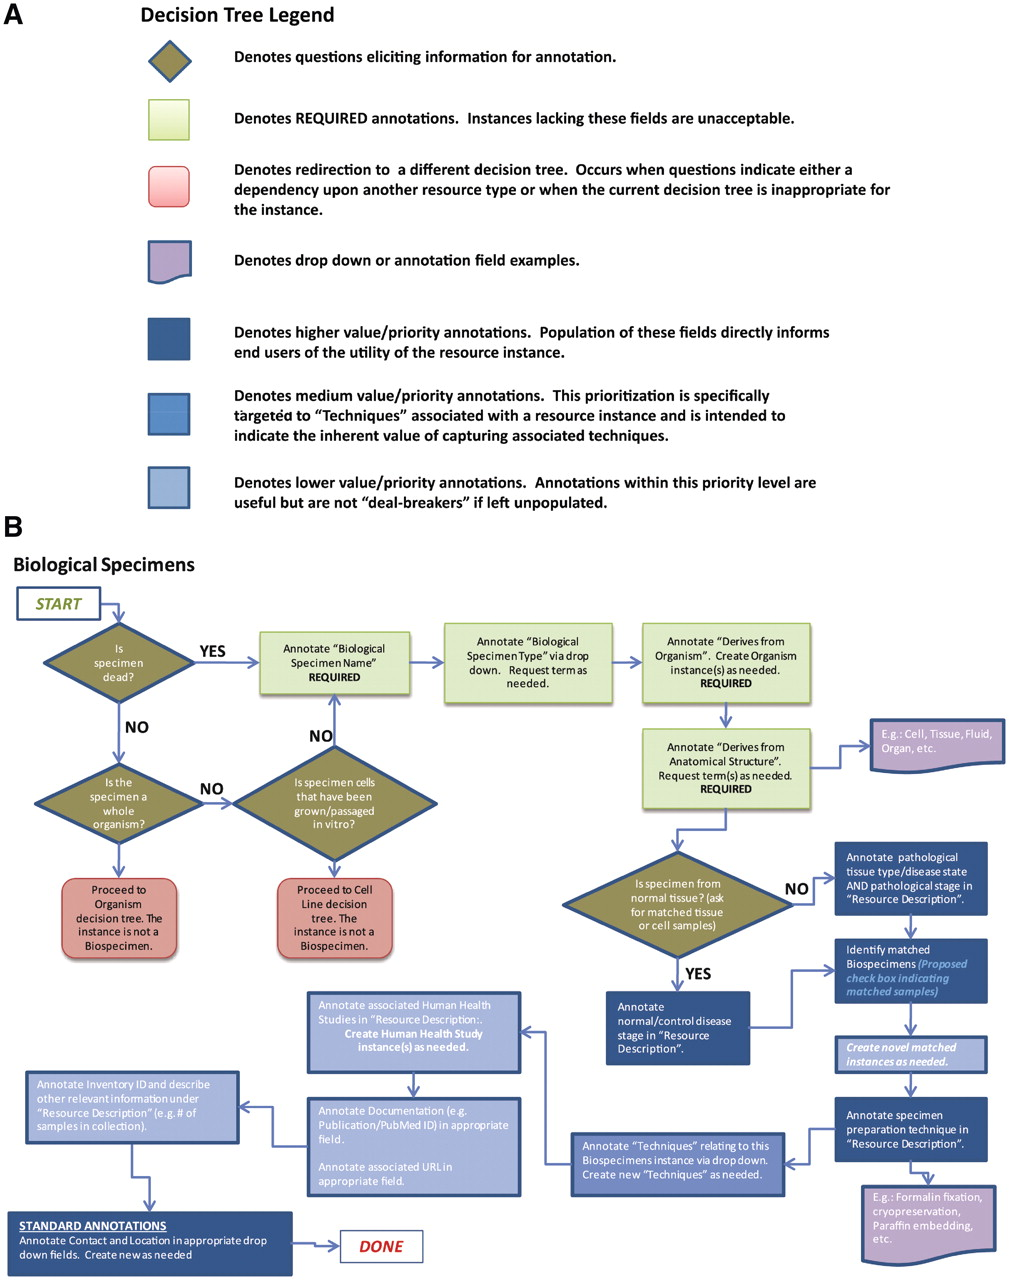 A
Decision Tree Legend
Denotes questions eliciting information for annotation.
Denotes REQUIRED annotations. Instances lacking these fields are unacceptable.
Denotes redirection to a different decision tree. Occurs when questions indicate either a
dependency upon another resource type or when the current decision tree is inappropriate for
the instance.
Denotes drop down or annotation field examples.
Denotes higher value/priority annotations. Population of these fields directly informs
end users of the utility of the resource instance.
Denotes medium value/priority annotations. This prioritization is specifically
targeted to “Techniques” associated with a resource instance and is intended to
indicate the inherent value of capturing associated techniques.
Denotes lower value/priority annotations. Annotations within this priority level are
useful but are not “deal-breakers” if left unpopulated.
B
Biological Specimens
START
Is
specimen
dead?
YES
NO
Annotate “Biological
Specimen Name”
REQUIRED
Annotate “Biological
Specimen Type” via drop
down. Request term as
needed.
Annotate “Derives from
Organism”. Create Organism
instance(s) as needed.
REQUIRED
Annotate “Derives from
Anatomical Structure”.
Request term(s) as needed.
REQUIRED
E.g.: Cell, Tissue, Fluid,
Organ, etc.
Is the
specimen a
whole
organism?
NO
Is specimen cells
that have been
grown/passaged
in vitro?
NO
Proceed to
Organism
decision tree. The
instance is not a
Biospecimen.
Proceed to Cell
Line decision
tree. The
instance is not a
Biospecimen.
Is specimen from
normal tissue? (ask
for matched tissue
or cell samples)
NO
YES
Annotate pathological
tissue type/disease state
AND pathological stage in
“Resource Description”.
Identify matched
Biospecimens (Proposed
check box indicating
matched samples)
Annotate
normal/control disease
stage in “Resource
Description”.
Create novel matched
instances as needed.
Annotate specimen
preparation technique in
“Resource Description”.
E.g.: Formalin fixation,
cryopreservation,
Paraffin embedding,
etc.
Annotate “Techniques” relating to this
Biospecimens instance via drop down.
Create new “Techniques” as needed.
Annotate associated Human Health
Studies in “Resource Description:.
Create Human Health Study
instance(s) as needed.
Annotate Documentation (e.g.
Publication/PubMed ID) in appropriate
field.
Annotate associated URL in
appropriate field.
Annotate Inventory ID and describe
other relevant information under
“Resource Description” (e.g. # of
samples in collection).
STANDARD ANNOTATIONS
Annotate Contact and Location in appropriate drop
down fields. Create new as needed
DONE